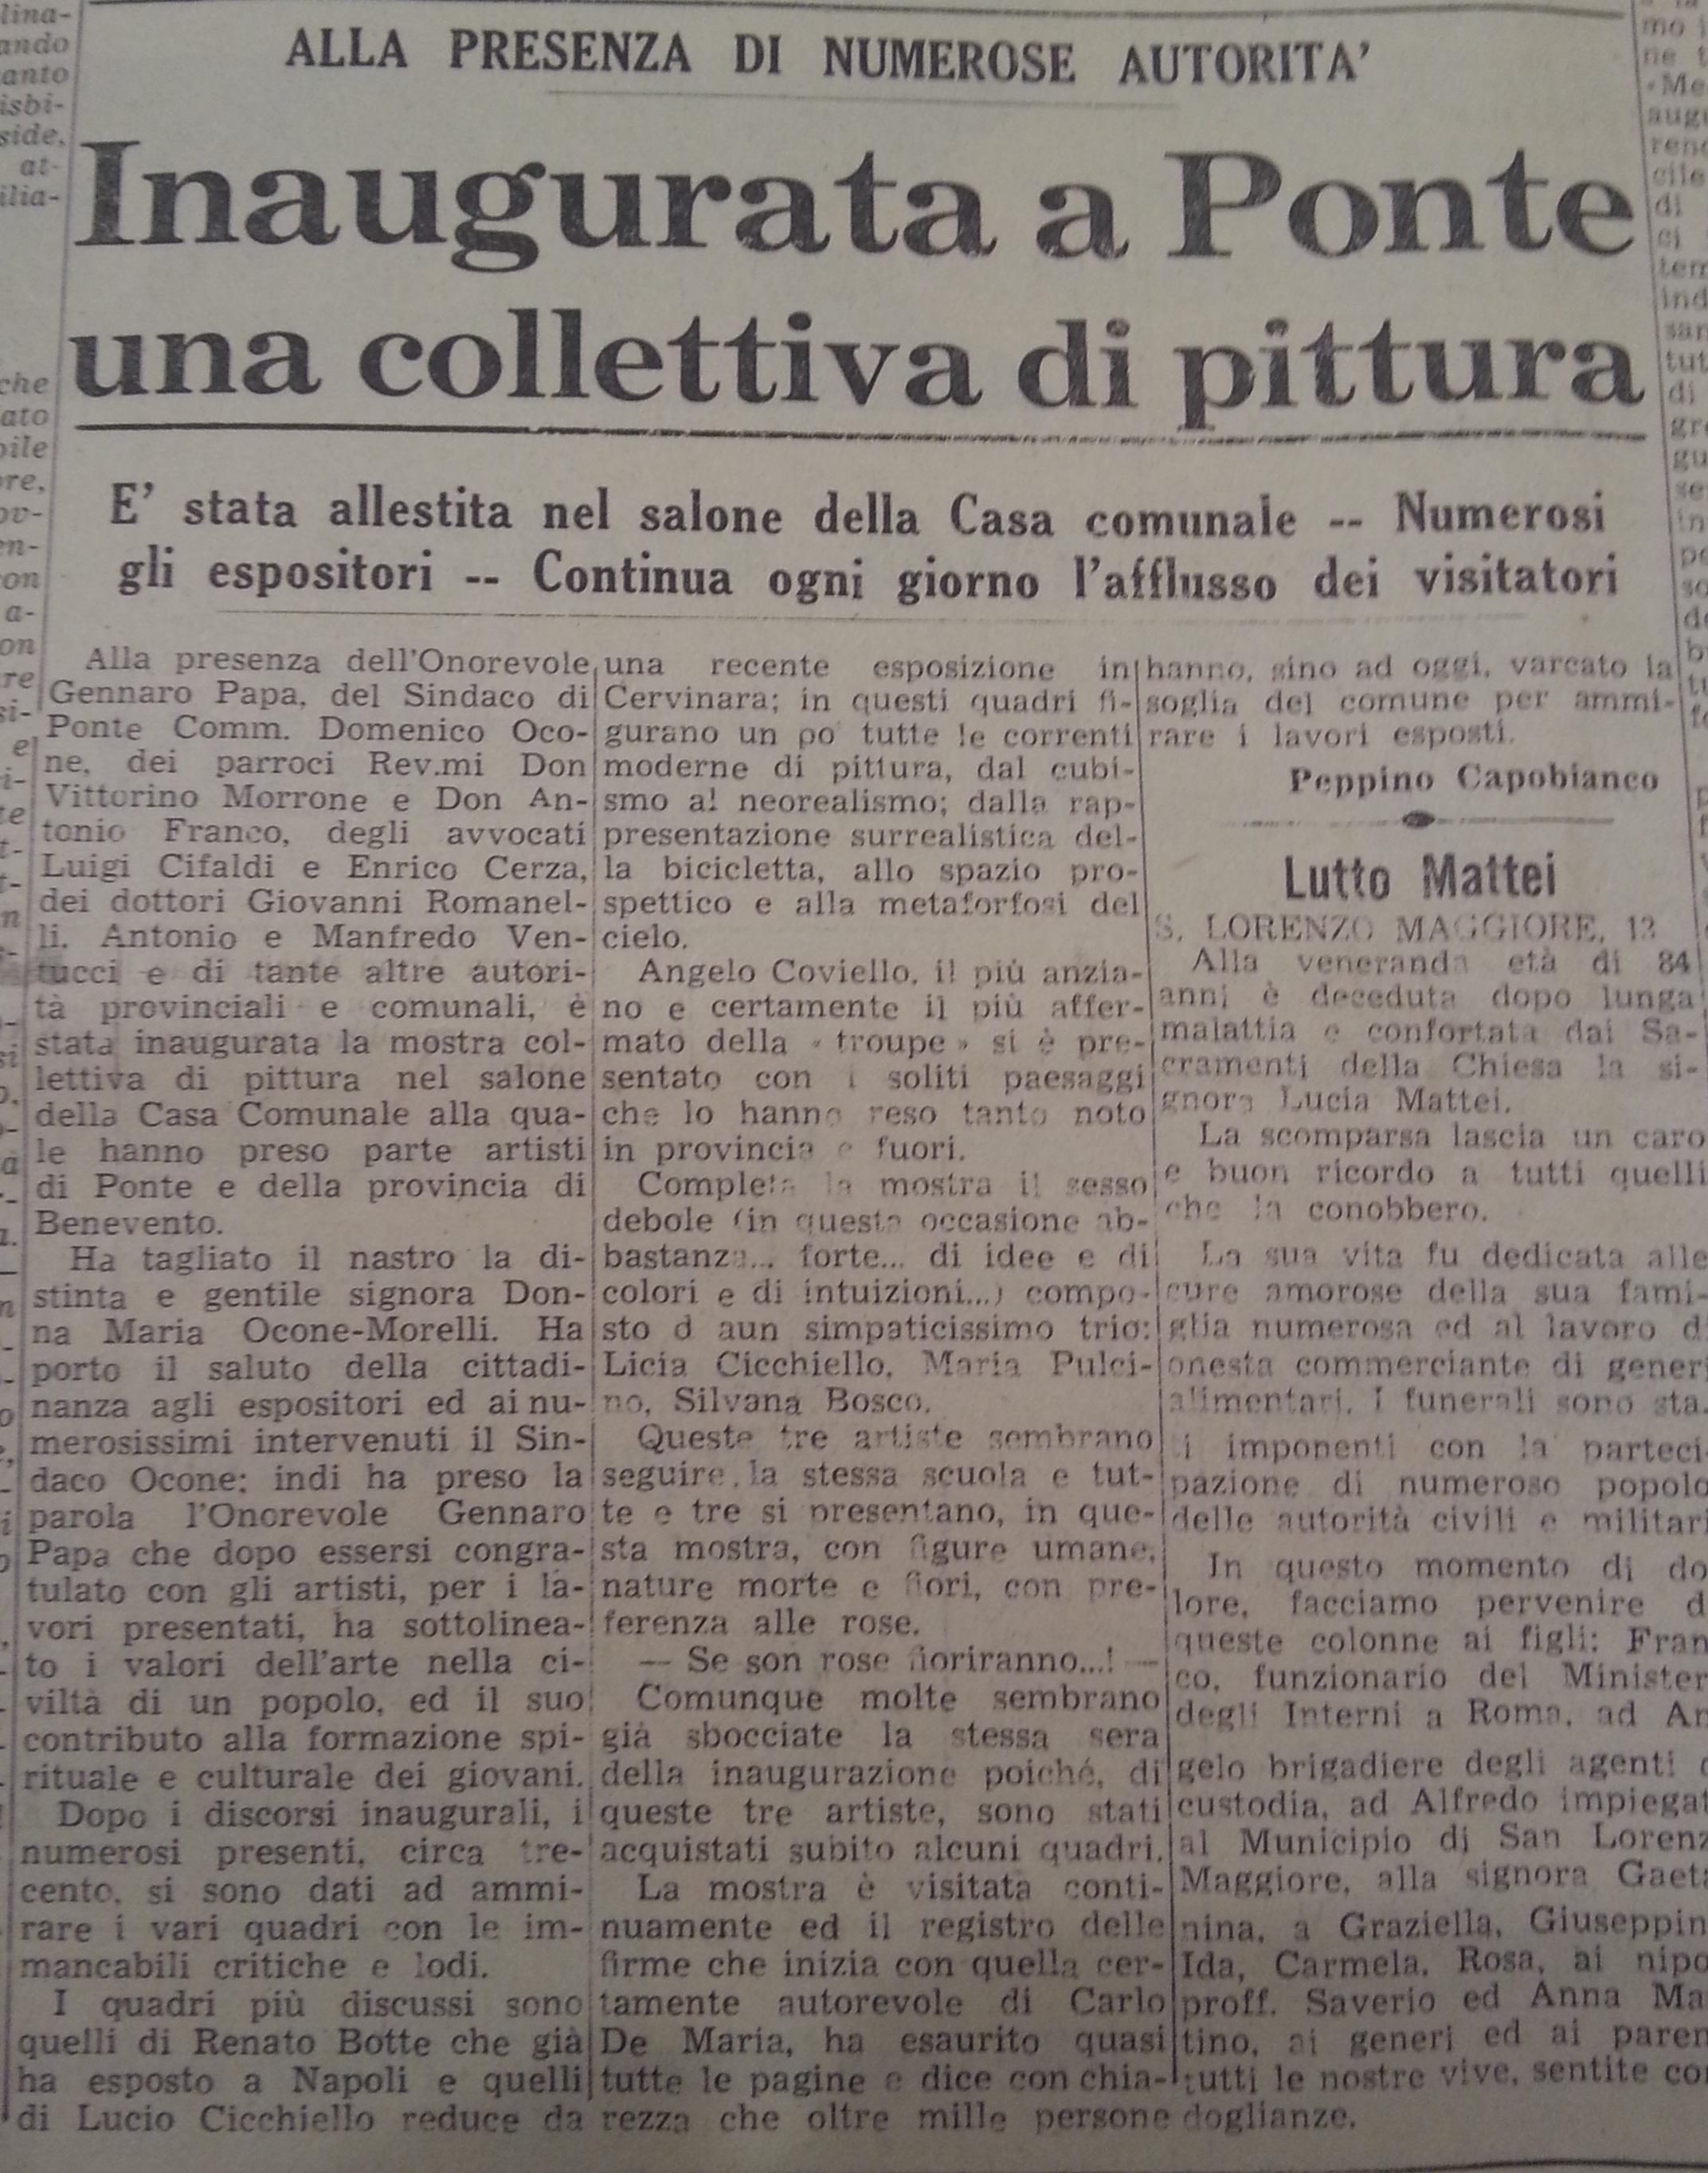 ALLA PRESENZA DI NUMEROSE AUTORITA'
Inaugurata a Ponte
una collettiva di pittura
E' stata allestita nel salone della Casa comunale -- Numerosi
gli espositori -- Continua ogni giorno l'afflusso dei visitatori
Alla presenza dell'Onorevole
Gennaro Papa, del Sindaco di
Ponte Comm. Domenico Oco-
ne, dei parroci Rev.mi Don
Vittorino Morrone e Don An-
tonio Franco, degli avvocati
Luigi Cifaldi e Enrico Cerza,
dei dottori Giovanni Romanel-
li, Antonio e Manfredo Ven-
tucci e di tante altre autori-
tà provinciali e comunali, è
stata inaugurata la mostra col-
lettiva di pittura nel salone
della Casa Comunale alla qua-
le hanno preso parte artisti
di Ponte e della provincia di
Benevento.
Ha tagliato il nastro la di-
stinta e gentile signora Don-
na Maria Ocone-Morelli. Ha
porto il saluto della cittadi-
nanza agli espositori ed ai nu-
merosissimi intervenuti il Sin-
daco Ocone; indi ha preso la
parola l'Onorevole Gennaro
Papa che dopo essersi congra-
tulato con gli artisti, per i la-
vori presentati, ha sottolinea-
to i valori dell'arte nella ci-
viltà di un popolo, ed il suo
contributo alla formazione spi-
rituale e culturale dei giovani.
Dopo i discorsi inaugurali, i
numerosi presenti, circa tre-
cento, si sono dati ad ammi-
rare i vari quadri con le im-
mancabili critiche e lodi.
I quadri più discussi sono
quelli di Renato Botte che già
ha esposto a Napoli e quelli
di Lucio Cicchiello reduce da
una recente esposizione in
Cervinara; in questi quadri fi-
gurano un po' tutte le correnti
moderne di pittura, dal cubi-
smo al neorealismo; dalla rap-
presentazione surrealistica del-
la bicicletta, allo spazio pro-
spettico e alla metaforfosi del
cielo.
Angelo Coviello, il più anzia-
no e certamente il più affer-
mato della « troupe » si è pre-
sentato con i soliti paesaggi
che lo hanno reso tanto noto
in provincia e fuori.
Completa la mostra il sesso
debole (in questa occasione ab-
bastanza... forte... di idee e di
colori e di intuizioni...) compo-
sto d aun simpaticissimo trio:
Licia Cicchiello, Maria Pulci-
no, Silvana Bosco.
Queste tre artiste sembrano
seguire la stessa scuola e tut-
te e tre si presentano, in que-
sta mostra, con figure umane,
nature morte e fiori, con pre-
ferenza alle rose.
— Se son rose fioriranno...! —
Comunque molte sembrano
già sbocciate la stessa sera
della inaugurazione poiché, di
queste tre artiste, sono stati
acquistati subito alcuni quadri.
La mostra è visitata conti-
nuamente ed il registro delle
firme che inizia con quella cer-
tamente autorevole di Carlo
De Maria, ha esaurito quasi
tutte le pagine e dice con chia-
rezza che oltre mille persone
hanno, sino ad oggi, varcato la
soglia del comune per ammi-
rare i lavori esposti.
Peppino Capobianco
Lutto Mattei
S. LORENZO MAGGIORE, 13
Alla veneranda età di 84
anni è deceduta dopo lunga
malattia e confortata dai Sa-
cramenti della Chiesa la si-
gnora Lucia Mattei.
La scomparsa lascia un caro
e buon ricordo a tutti quelli
che la conobbero.
La sua vita fu dedicata alle
cure amorose della sua fami-
glia numerosa ed al lavoro di
onesta commerciante di generi
alimentari. I funerali sono sta-
ti imponenti con la parteci-
pazione di numeroso popolo
delle autorità civili e militari
In questo momento di do
lore, facciamo pervenire d
queste colonne ai figli: Fran
co, funzionario del Minister
degli Interni a Roma, ad An
gelo brigadiere degli agenti
custodia, ad Alfredo impiegat
al Municipio di San Lorenz
Maggiore, alla signora Gaeta
nina, a Graziella, Giuseppin
Ida, Carmela, Rosa, ai nipo
proff. Saverio ed Anna Mar
tino, ai generi ed ai paren
tutti le nostre vive, sentite con
doglianze.